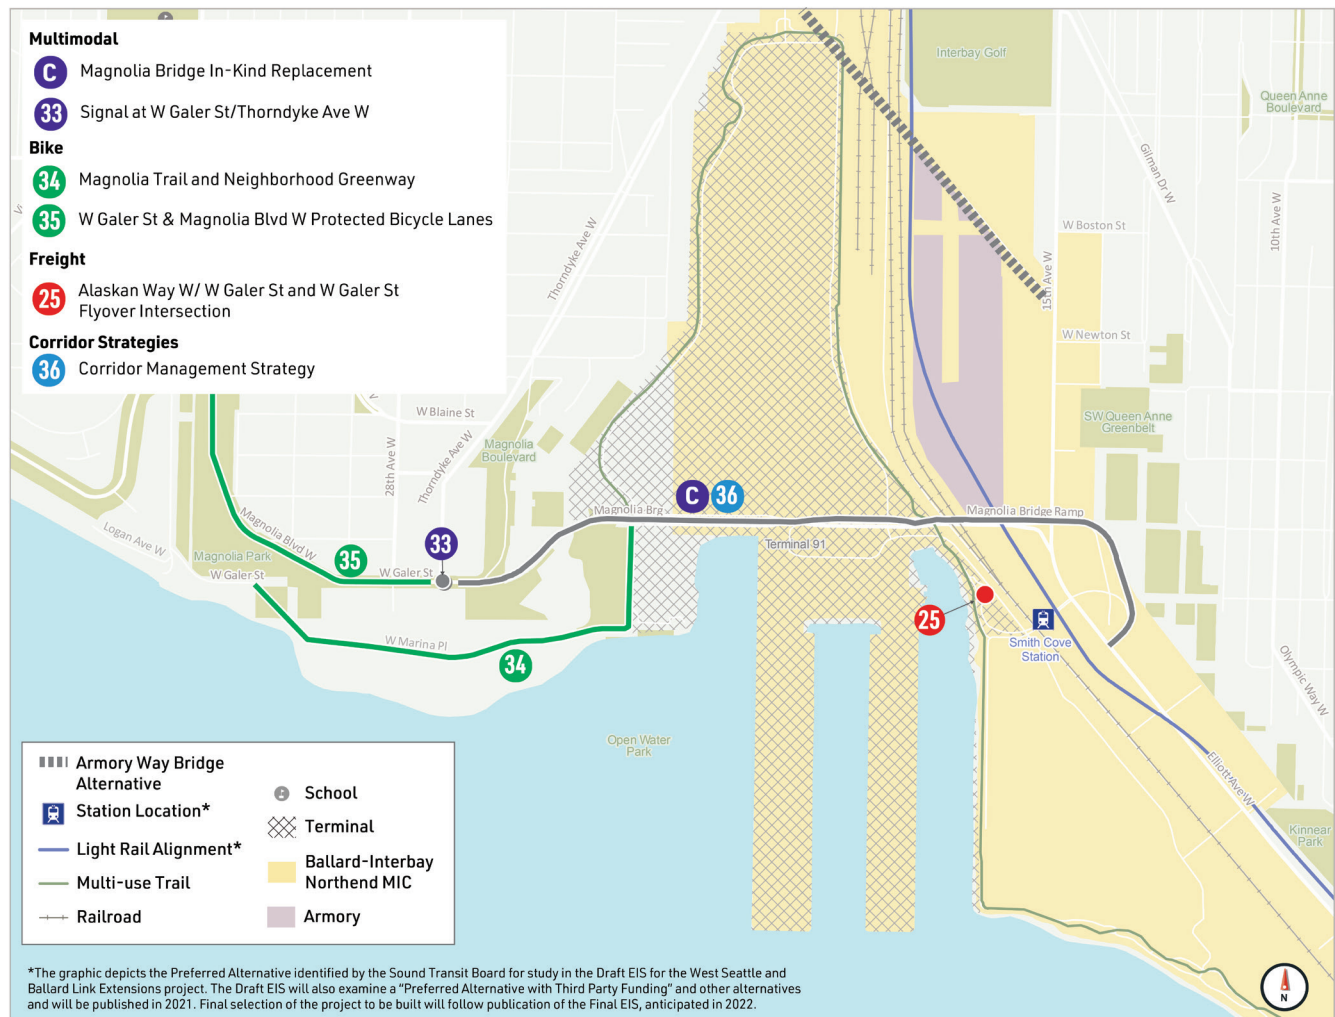 Multimodal
C Magnolia Bridge In-Kind Replacement
33 Signal at W Galer St/Thorndyke Ave W
Bike
34 Magnolia Trail and Neighborhood Greenway
35 W Galer St & Magnolia Blvd W Protected Bicycle Lanes
Freight
25 Alaskan Way W/ W Galer St and W Galer St
Flyover Intersection
Corridor Strategies
36 Corridor Management Strategy
Interbay Golf
Queen Anne
Boulevard
Gilman Dr W
10th Ave W
W Boston St
15th Ave W
W Newton St
Thorndyke Ave W
W Blaine St
28th Ave W
Thorndyke Ave W
Magnolia
Boulevard
SW Queen Anne
Greenbelt
C 36
Magnolia Brg
Magnolia Bridge Ramp
Logan Ave W
Magnolia Blvd W
Magnolia Park
33
Terminal 91
35
W Galer St
W Galer St
25
W Marina Pl
34
Smith Cove
Station
Olympic Way W
Open Water
Park
Elliott Ave W
Kinnear
Park
Armory Way Bridge
Alternative
Station Location*
Light Rail Alignment*
Multi-use Trail
Railroad
School
Terminal
Ballard-Interbay
Northend MIC
Armory
*The graphic depicts the Preferred Alternative identified by the Sound Transit Board for study in the Draft EIS for the West Seattle and
Ballard Link Extensions project. The Draft EIS will also examine a “Preferred Alternative with Third Party Funding” and other alternatives
and will be published in 2021. Final selection of the project to be built will follow publication of the Final EIS, anticipated in 2022.
N